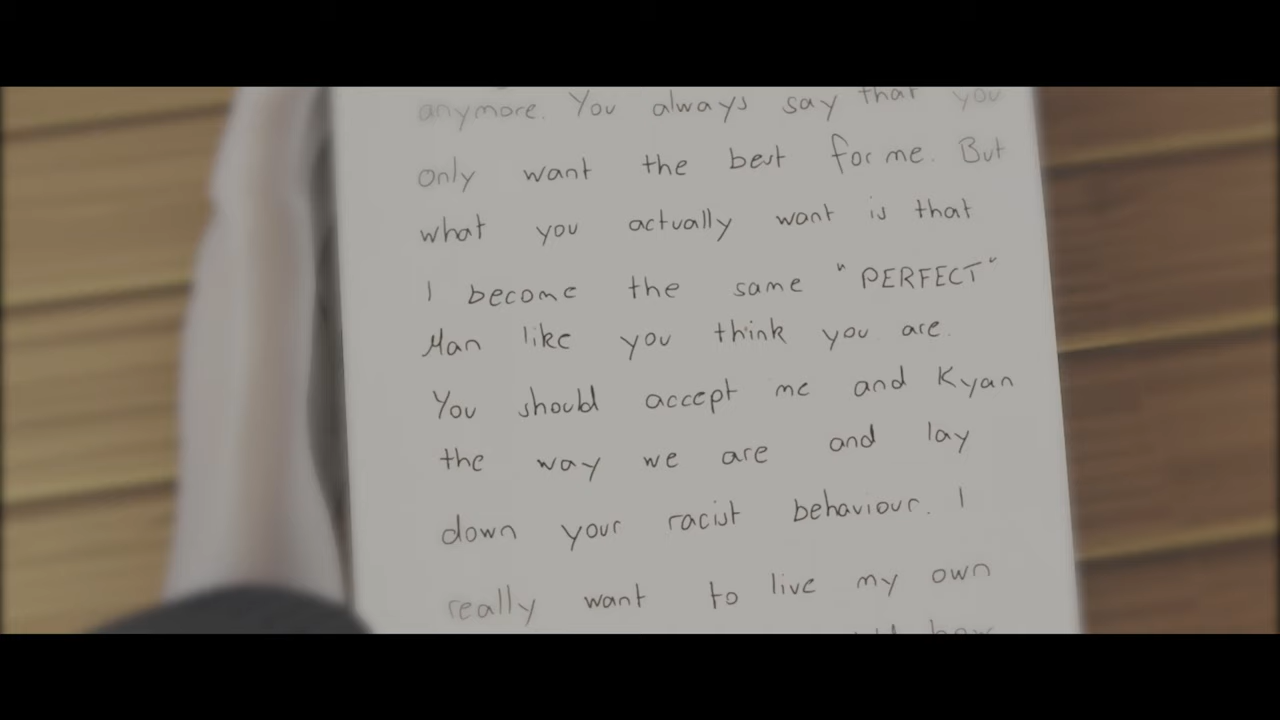 anymore. You always say that you
only want the best for me. But
what you actually want is that
I become the same "PERFECT"
Man like you think you are.
You should accept me and Kyan
the way we are and lay
down your racist behaviour. I
really want to live my own
how